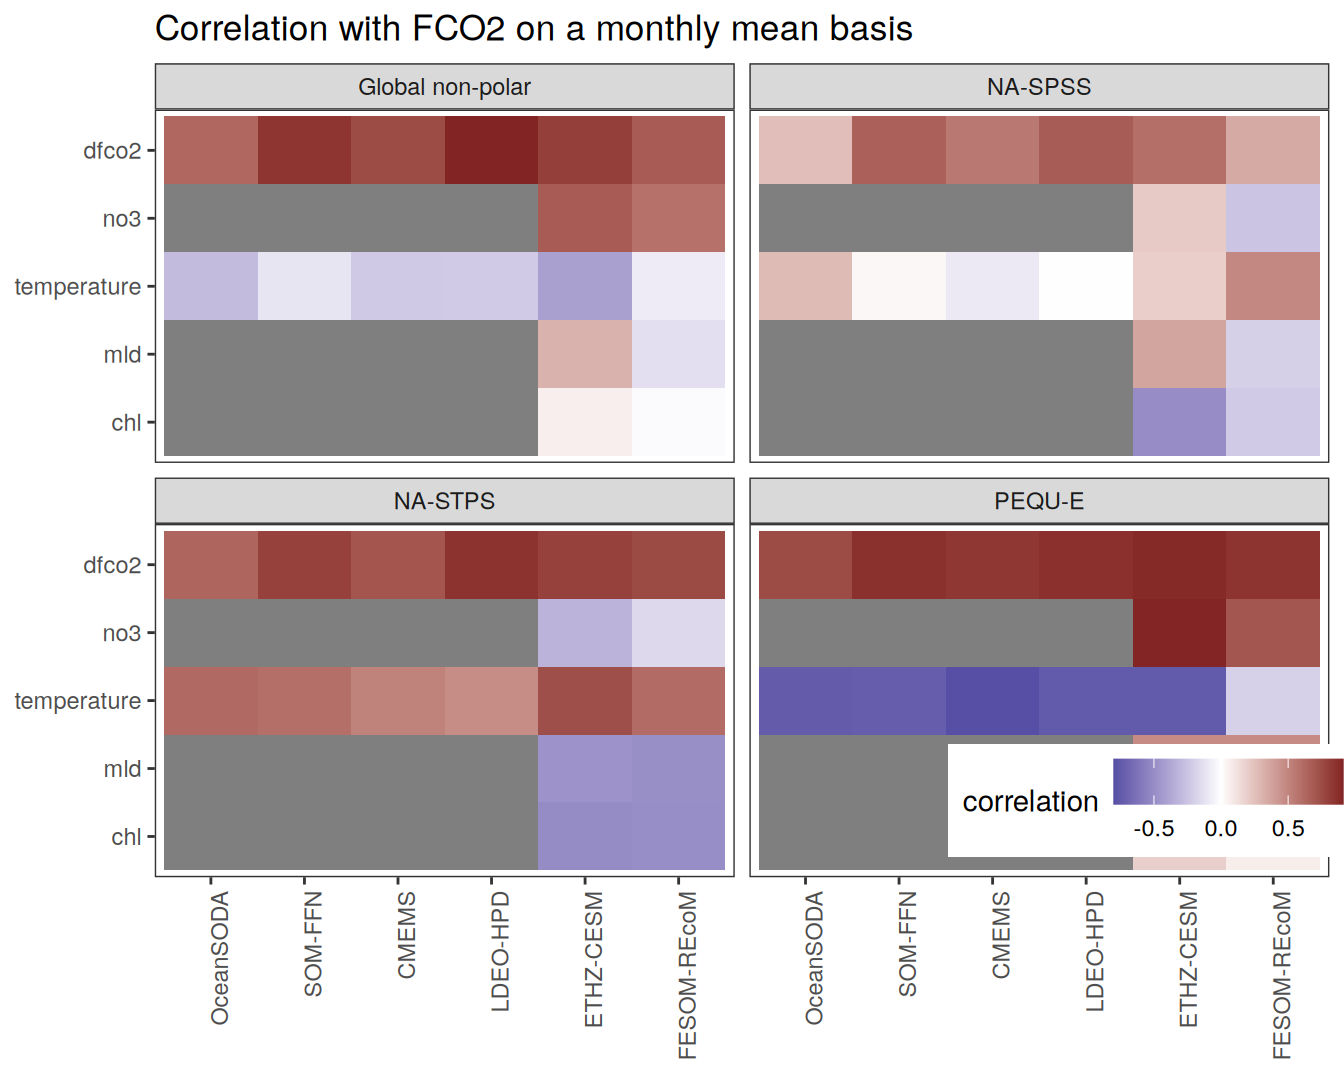 Correlation with FCO2 on a monthly mean basis
Global non-polar
NA-SPSS
dfco2
no3
temperature
mld
chl
NA-STPS
PEQU-E
dfco2
no3
temperature
mld
chl
correlation
-0.5 0.0 0.5
OceanSODA
SOM-FFN
CMEMS
LDEO-HPD
ETHZ-CESM
FESOM-REcoM
OceanSODA
SOM-FFN
CMEMS
LDEO-HPD
ETHZ-CESM
FESOM-REcoM